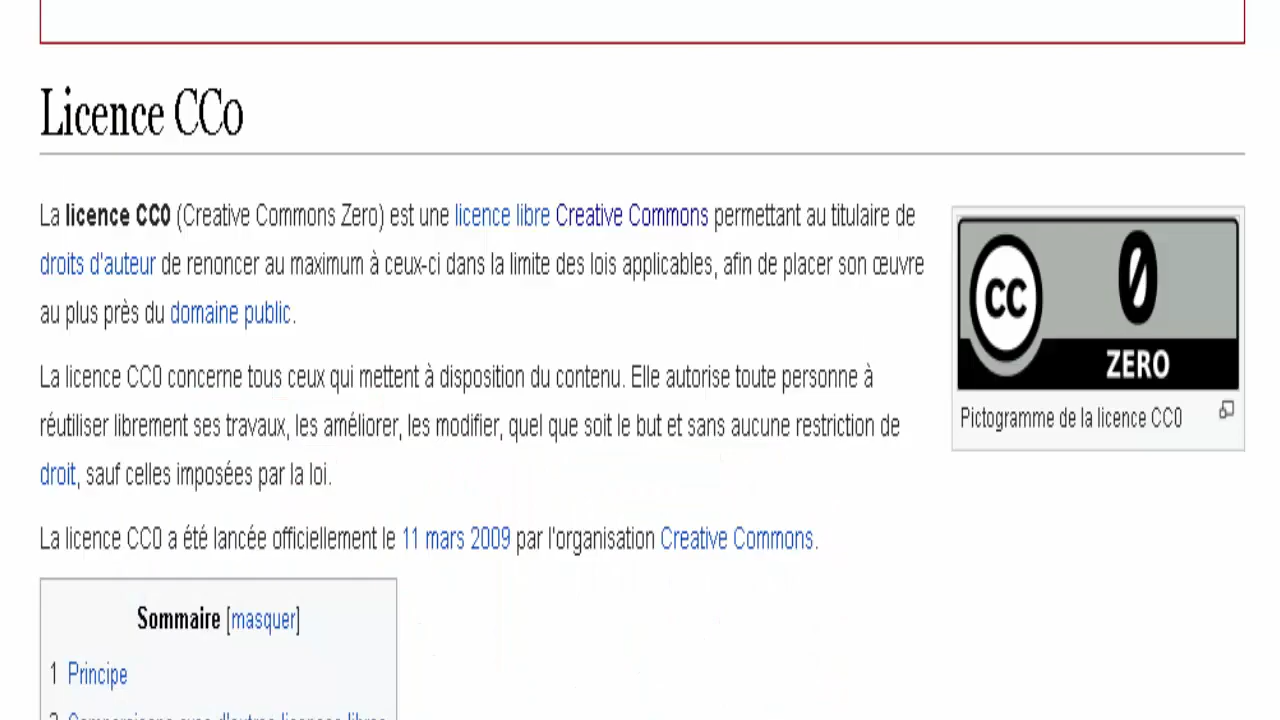 Licence CC0
La licence CC0 (Creative Commons Zero) est une licence libre Creative Commons permettant au titulaire de
droits d'auteur de renoncer au maximum à ceux-ci dans la limite des lois applicables, afin de placer son œuvre
au plus près du domaine public.
La licence CC0 concerne tous ceux qui mettent à disposition du contenu. Elle autorise toute personne à
réutiliser librement ses travaux, les améliorer, les modifier, quel que soit le but et sans aucune restriction de
droit, sauf celles imposées par la loi.
La licence CC0 a été lancée officiellement le 11 mars 2009 par l'organisation Creative Commons.
cc
0
ZERO
Pictogramme de la licence CC0
Sommaire [masquer]
1 Principe